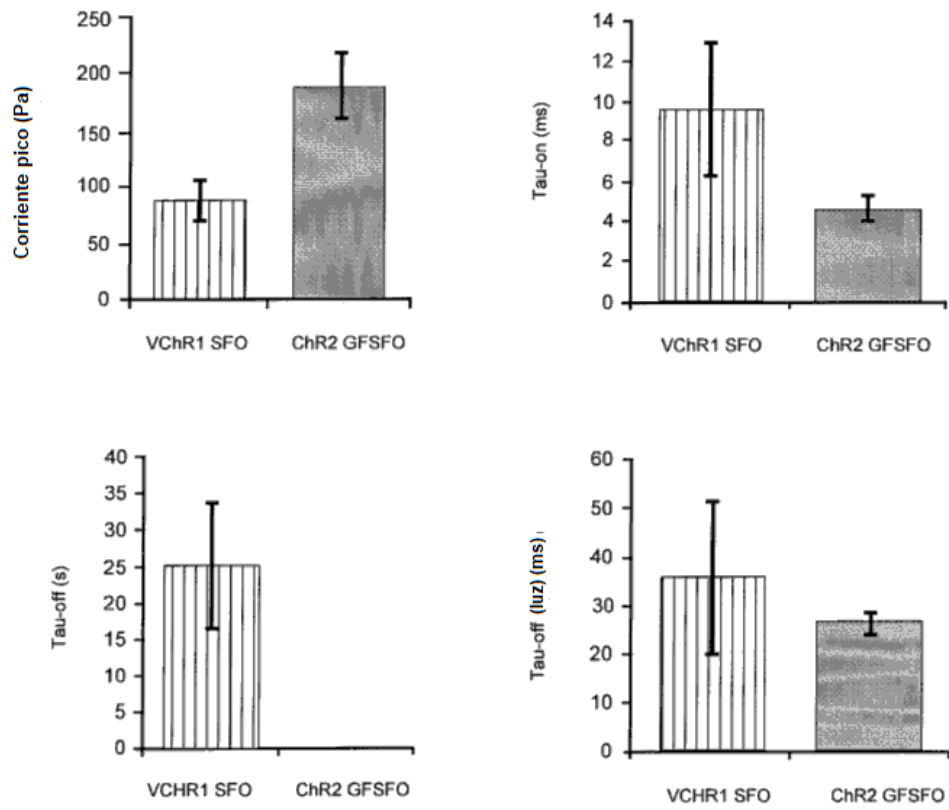 Corriente pico (Pa)
250
200
150
100
50
0
VChR1 SFO
ChR2 GFSFO
Tau-on (ms)
14
12
10
8
6
4
2
0
VChR1 SFO
ChR2 GFSFO
Tau-off (s)
40
35
30
25
20
15
10
5
0
VCHR1 SFO
ChR2 GFSFO
Tau-off (luz) (ms)
60
50
40
30
20
10
0
VCHR1 SFO
ChR2 GFSFO